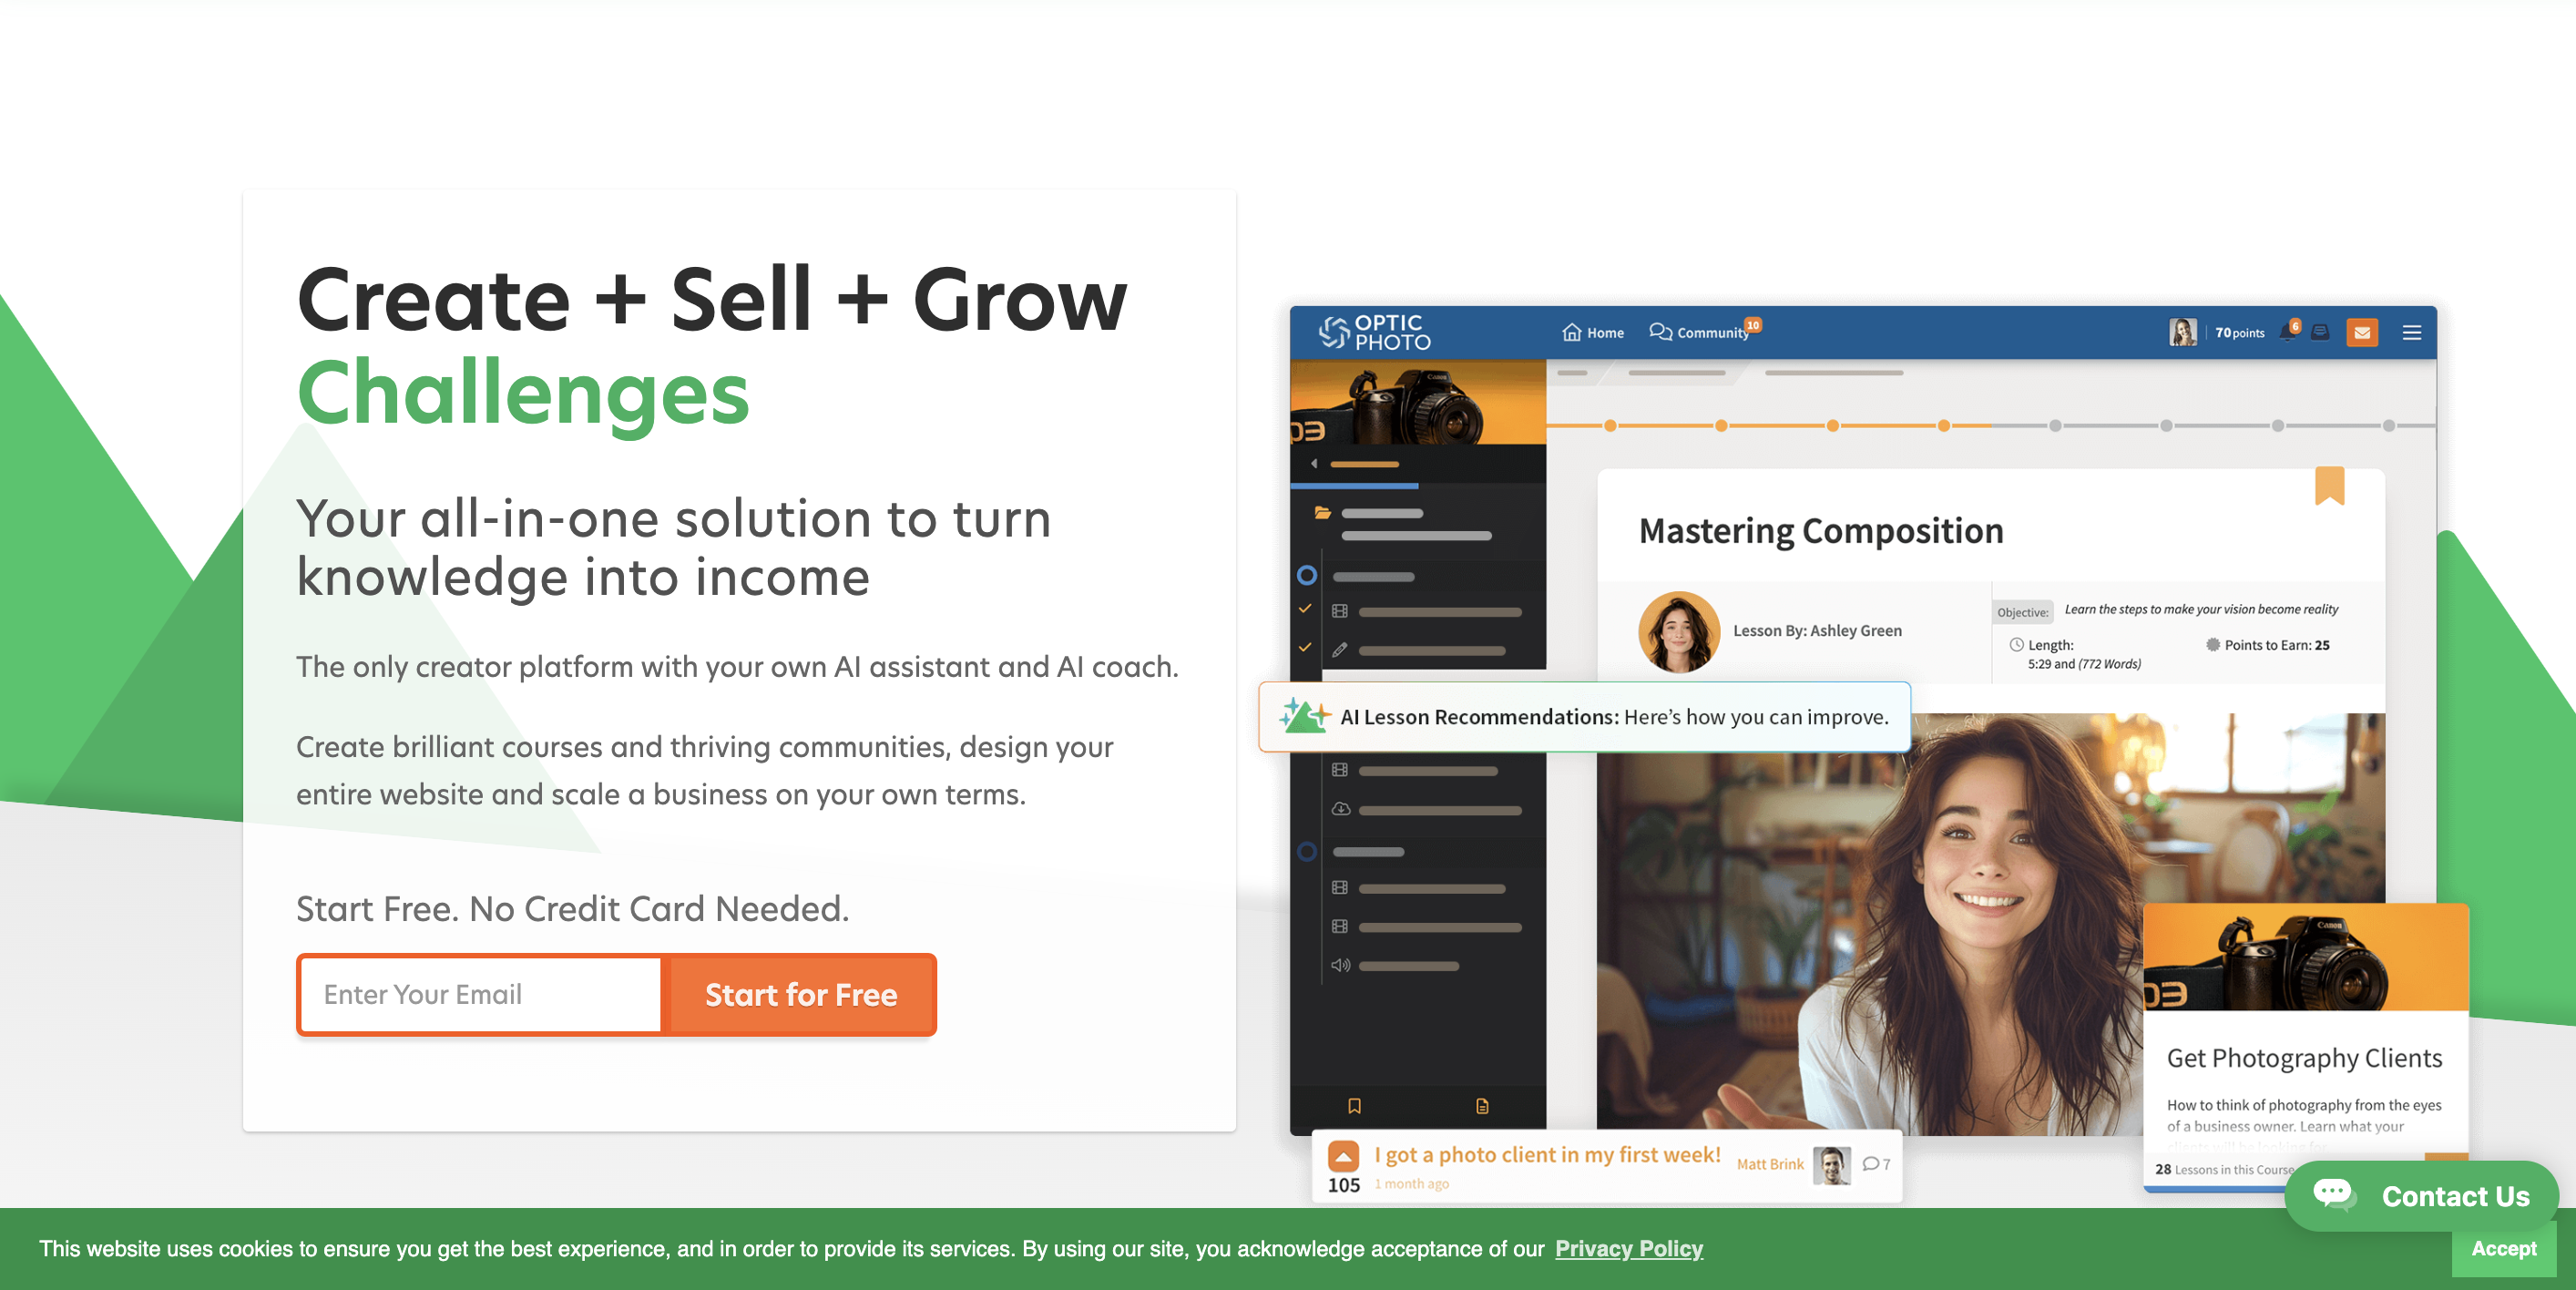 Create + Sell + Grow
Challenges
Your all-in-one solution to turn
knowledge into income
The only creator platform with your own AI assistant and AI coach.
Create brilliant courses and thriving communities, design your
entire website and scale a business on your own terms.
Start Free. No Credit Card Needed.
Enter Your Email
Start for Free
OPTIC
PHOTO
Home
Community
10
70 points
6
Mastering Composition
Lesson By: Ashley Green
Objective: Learn the steps to make your vision become reality
Length:
5:29 and (772 Words)
Points to Earn: 25
AI Lesson Recommendations: Here's how you can improve.
Canon
Canon
Get Photography Clients
How to think of photography from the eyes
of a business owner. Learn what your
28 Lessons in this Course
105
I got a photo client in my first week!
1 month ago
Matt Brink
7
Contact Us
This website uses cookies to ensure you get the best experience, and in order to provide its services. By using our site, you acknowledge acceptance of our Privacy Policy
Accept